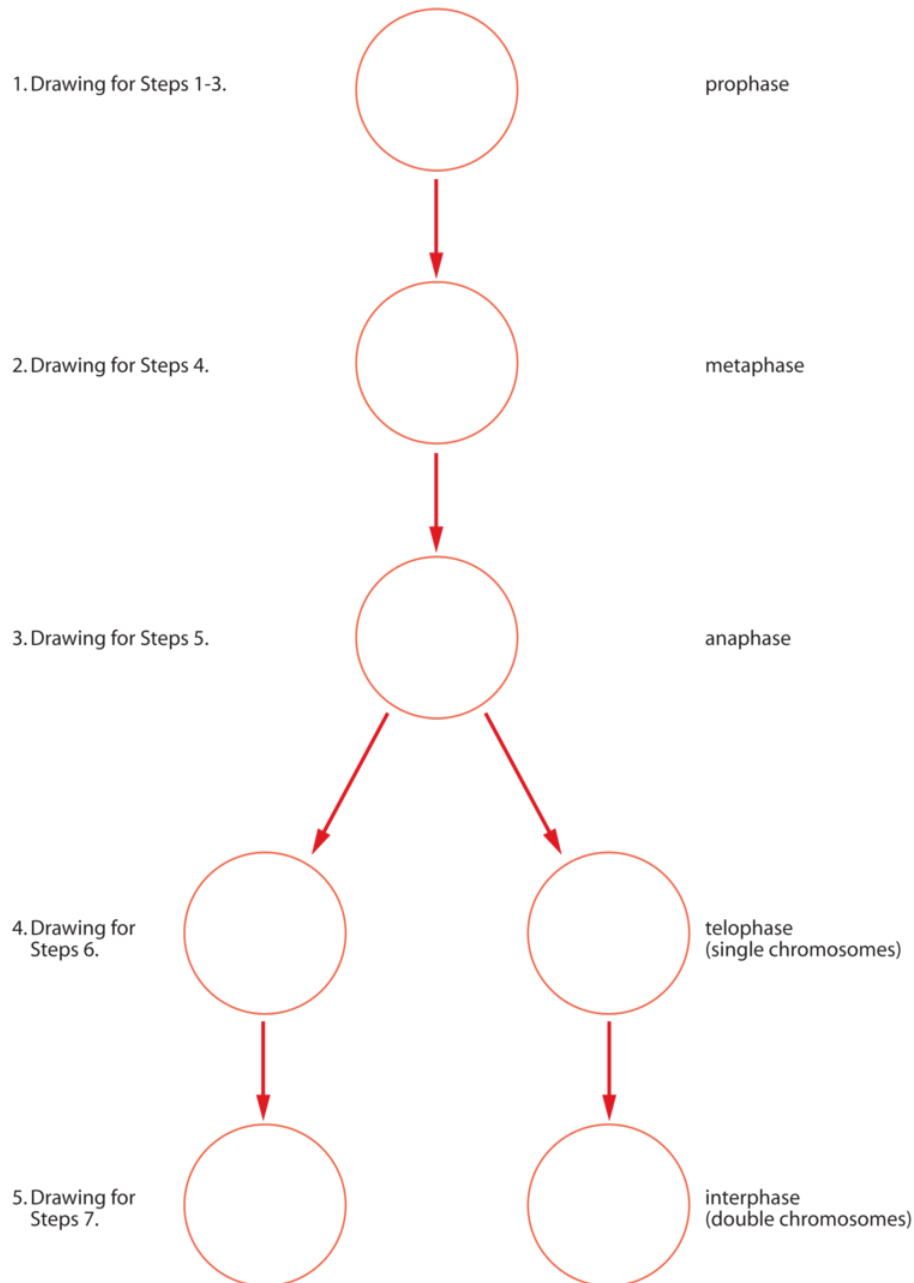 1. Drawing for Steps 1-3.
prophase
2. Drawing for Steps 4.
metaphase
3. Drawing for Steps 5.
anaphase
4. Drawing for
Steps 6.
telophase
(single chromosomes)
5. Drawing for
Steps 7.
interphase
(double chromosomes)